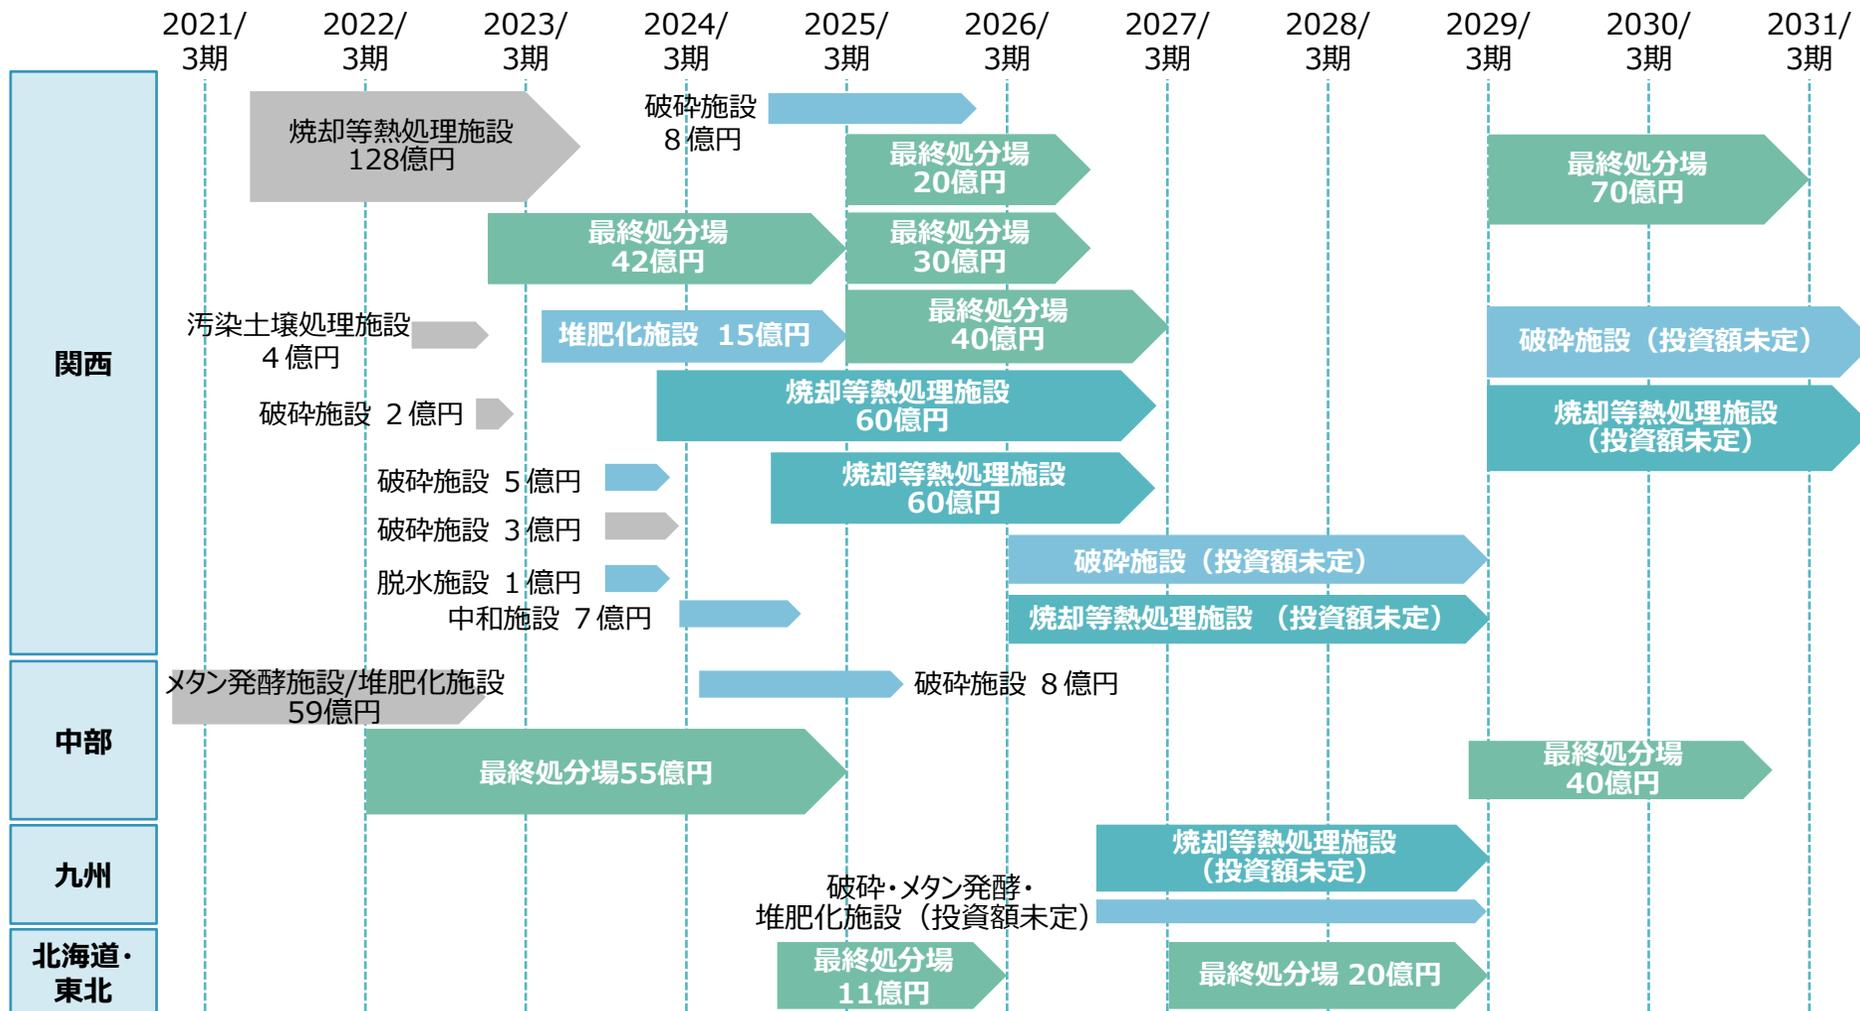 2021/
3期
2022/
3期
2023/
3期
2024/
3期
2025/
3期
2026/
3期
2027/
3期
2028/
3期
2029/
3期
2030/
3期
2031/
3期
関西
焼却等熱処理施設
128億円
破砕施設
8億円
最終処分場
20億円
最終処分場
70億円
最終処分場
42億円
最終処分場
30億円
汚染土壌処理施設
4億円
堆肥化施設 15億円
最終処分場
40億円
破砕施設（投資額未定）
破砕施設 2億円
焼却等熱処理施設
60億円
焼却等熱処理施設
（投資額未定）
破砕施設 5億円
焼却等熱処理施設
60億円
破砕施設 3億円
脱水施設 1億円
破砕施設（投資額未定）
中和施設 7億円
焼却等熱処理施設 （投資額未定）
中部
メタン発酵施設/堆肥化施設
59億円
破砕施設 8億円
最終処分場55億円
最終処分場
40億円
九州
焼却等熱処理施設
（投資額未定）
破砕・メタン発酵・
堆肥化施設（投資額未定）
北海道・
東北
最終処分場
11億円
最終処分場 20億円